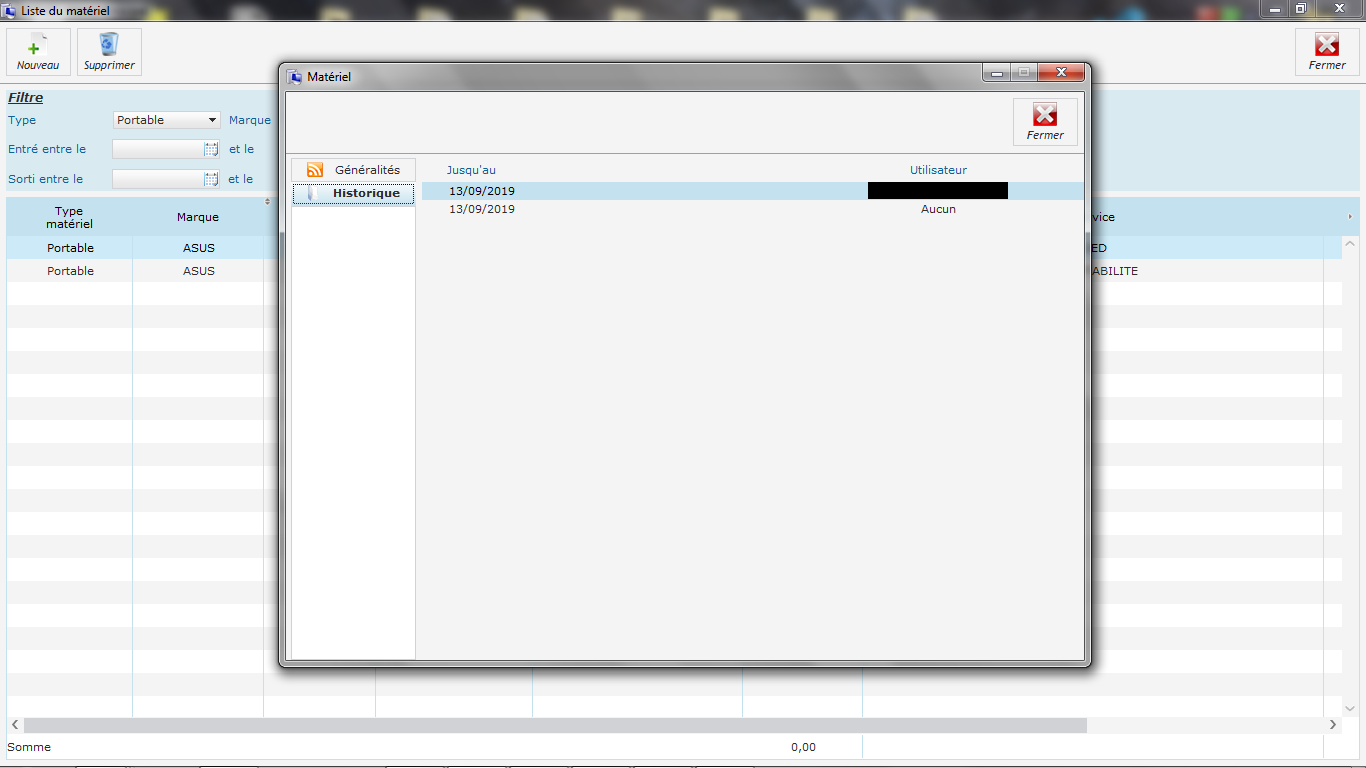 Liste du matériel
Nouveau
Supprimer
Fermer
Filtre
Type Portable Marque
Entré entre le et le
Sorti entre le et le
Type
matériel
Marque
vice
Portable ASUS ED
Portable ASUS ABILITE
Somme 0,00
Matériel
Fermer
Généralités
Historique
Jusqu'au Utilisateur
13/09/2019
13/09/2019 Aucun